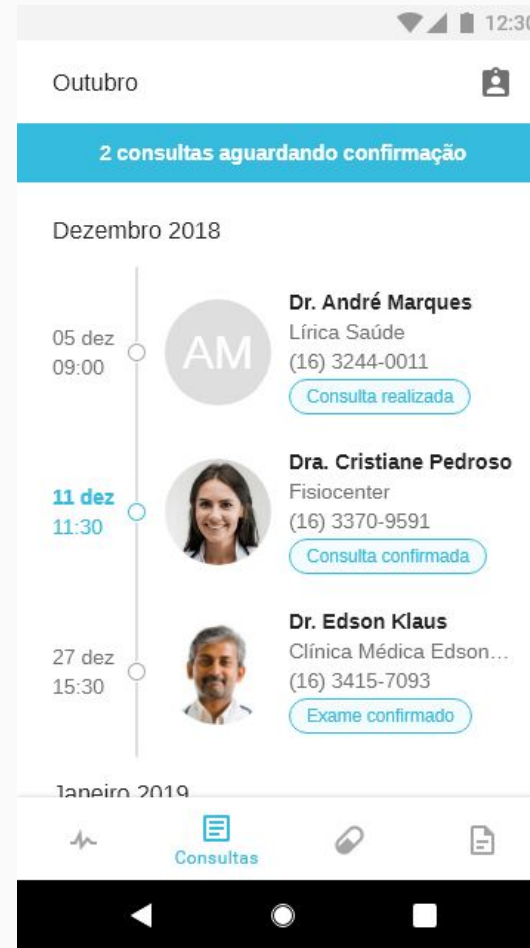 12:30
Outubro
2 consultas aguardando confirmação
Dezembro 2018
05 dez
09:00
AM
Dr. André Marques
Lírica Saúde
(16) 3244-0011
Consulta realizada
11 dez
11:30
Dra. Cristiane Pedroso
Fisiocenter
(16) 3370-9591
Consulta confirmada
27 dez
15:30
Dr. Edson Klaus
Clínica Médica Edson...
(16) 3415-7093
Exame confirmado
Janeiro 2019
Consultas